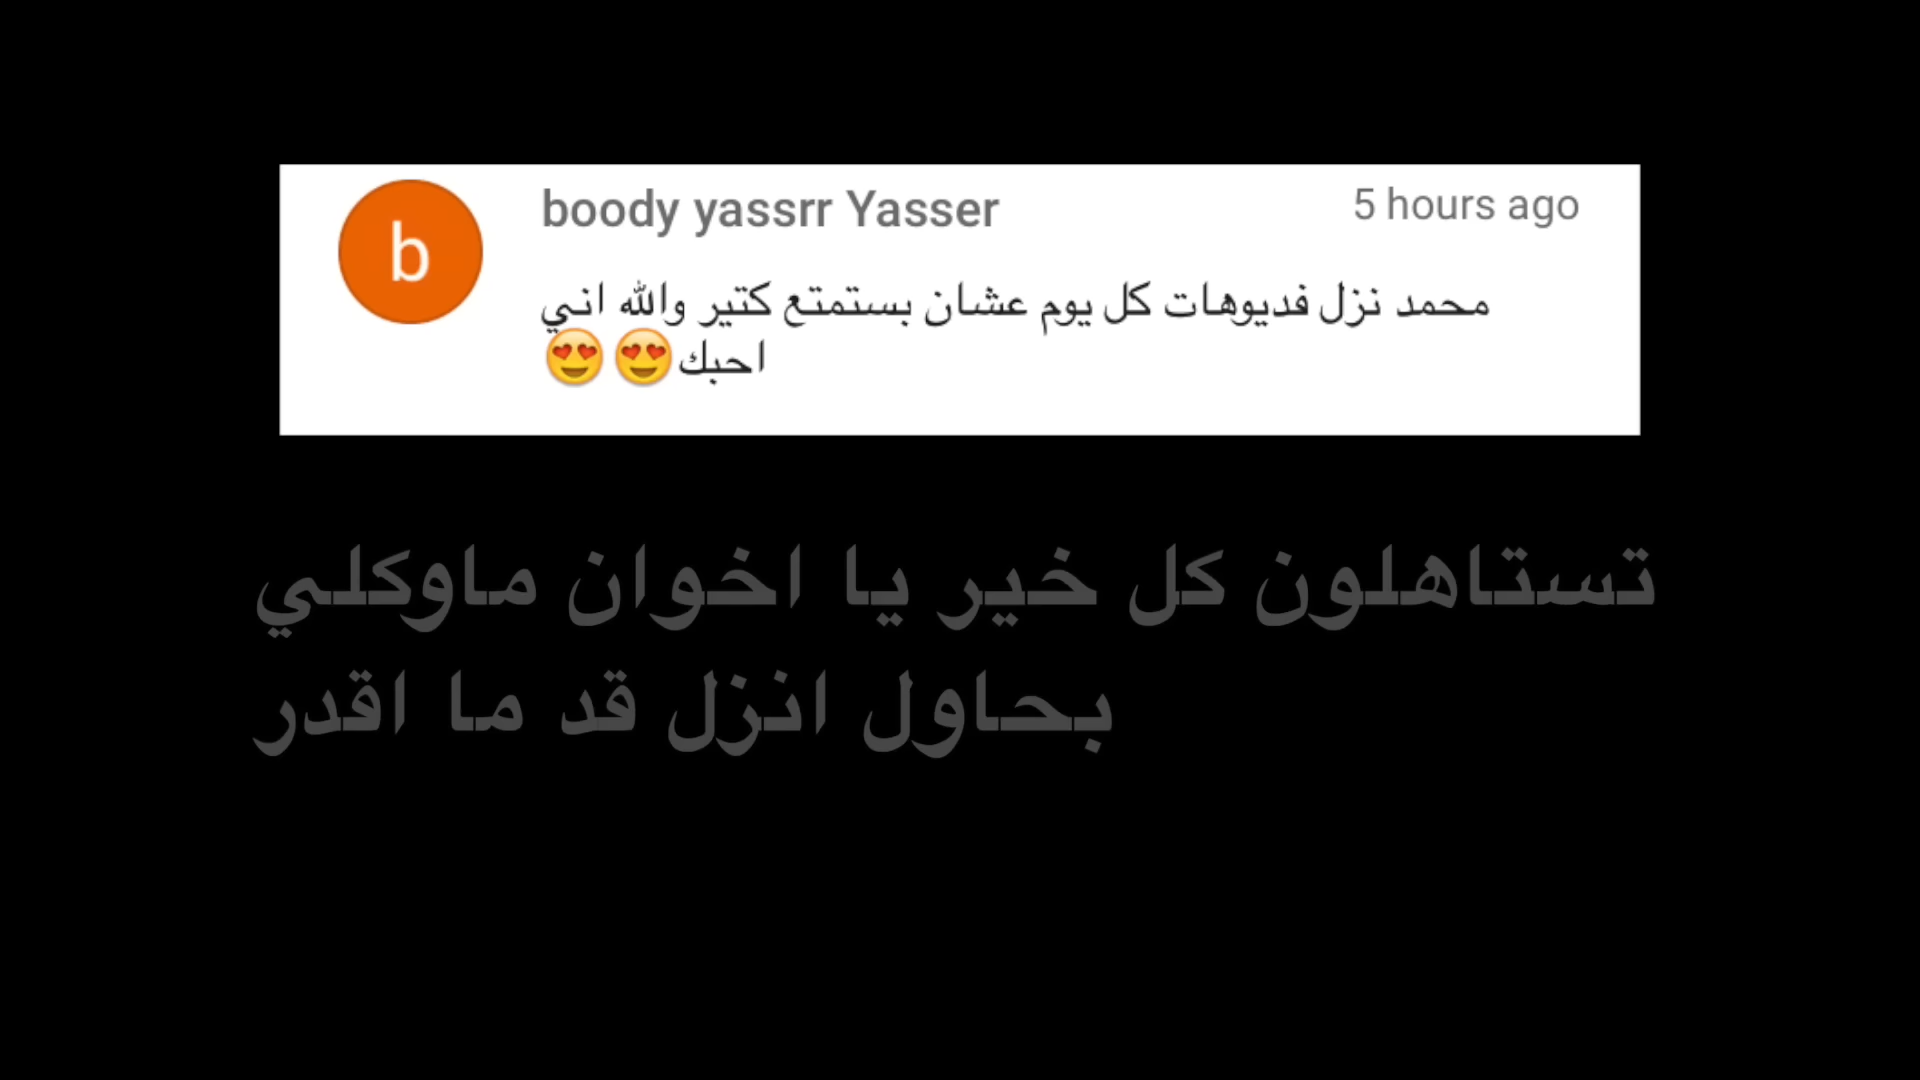 b
boody yassrr Yasser
5 hours ago
محمد نزل فديوهات كل يوم عشان بستمتع كتير والله اني
احبك😍😍
تستاهلون كل خير يا اخوان ماوكلي
بحاول انزل قد ما اقدر